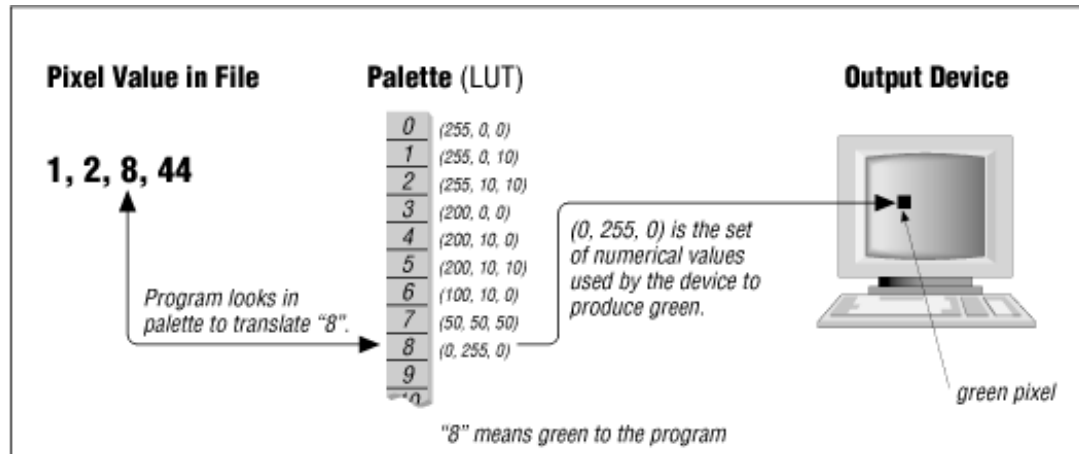 Pixel Value in File
Palette (LUT)
Output Device
1, 2, 8, 44
0 (255, 0, 0)
1 (255, 0, 10)
2 (255, 10, 10)
3 (200, 0, 0)
4 (200, 10, 0)
5 (200, 10, 10)
6 (100, 10, 0)
7 (50, 50, 50)
8 (0, 255, 0)
9
10
Program looks in
palette to translate “8”.
(0, 255, 0) is the set
of numerical values
used by the device to
produce green.
green pixel
“8” means green to the program